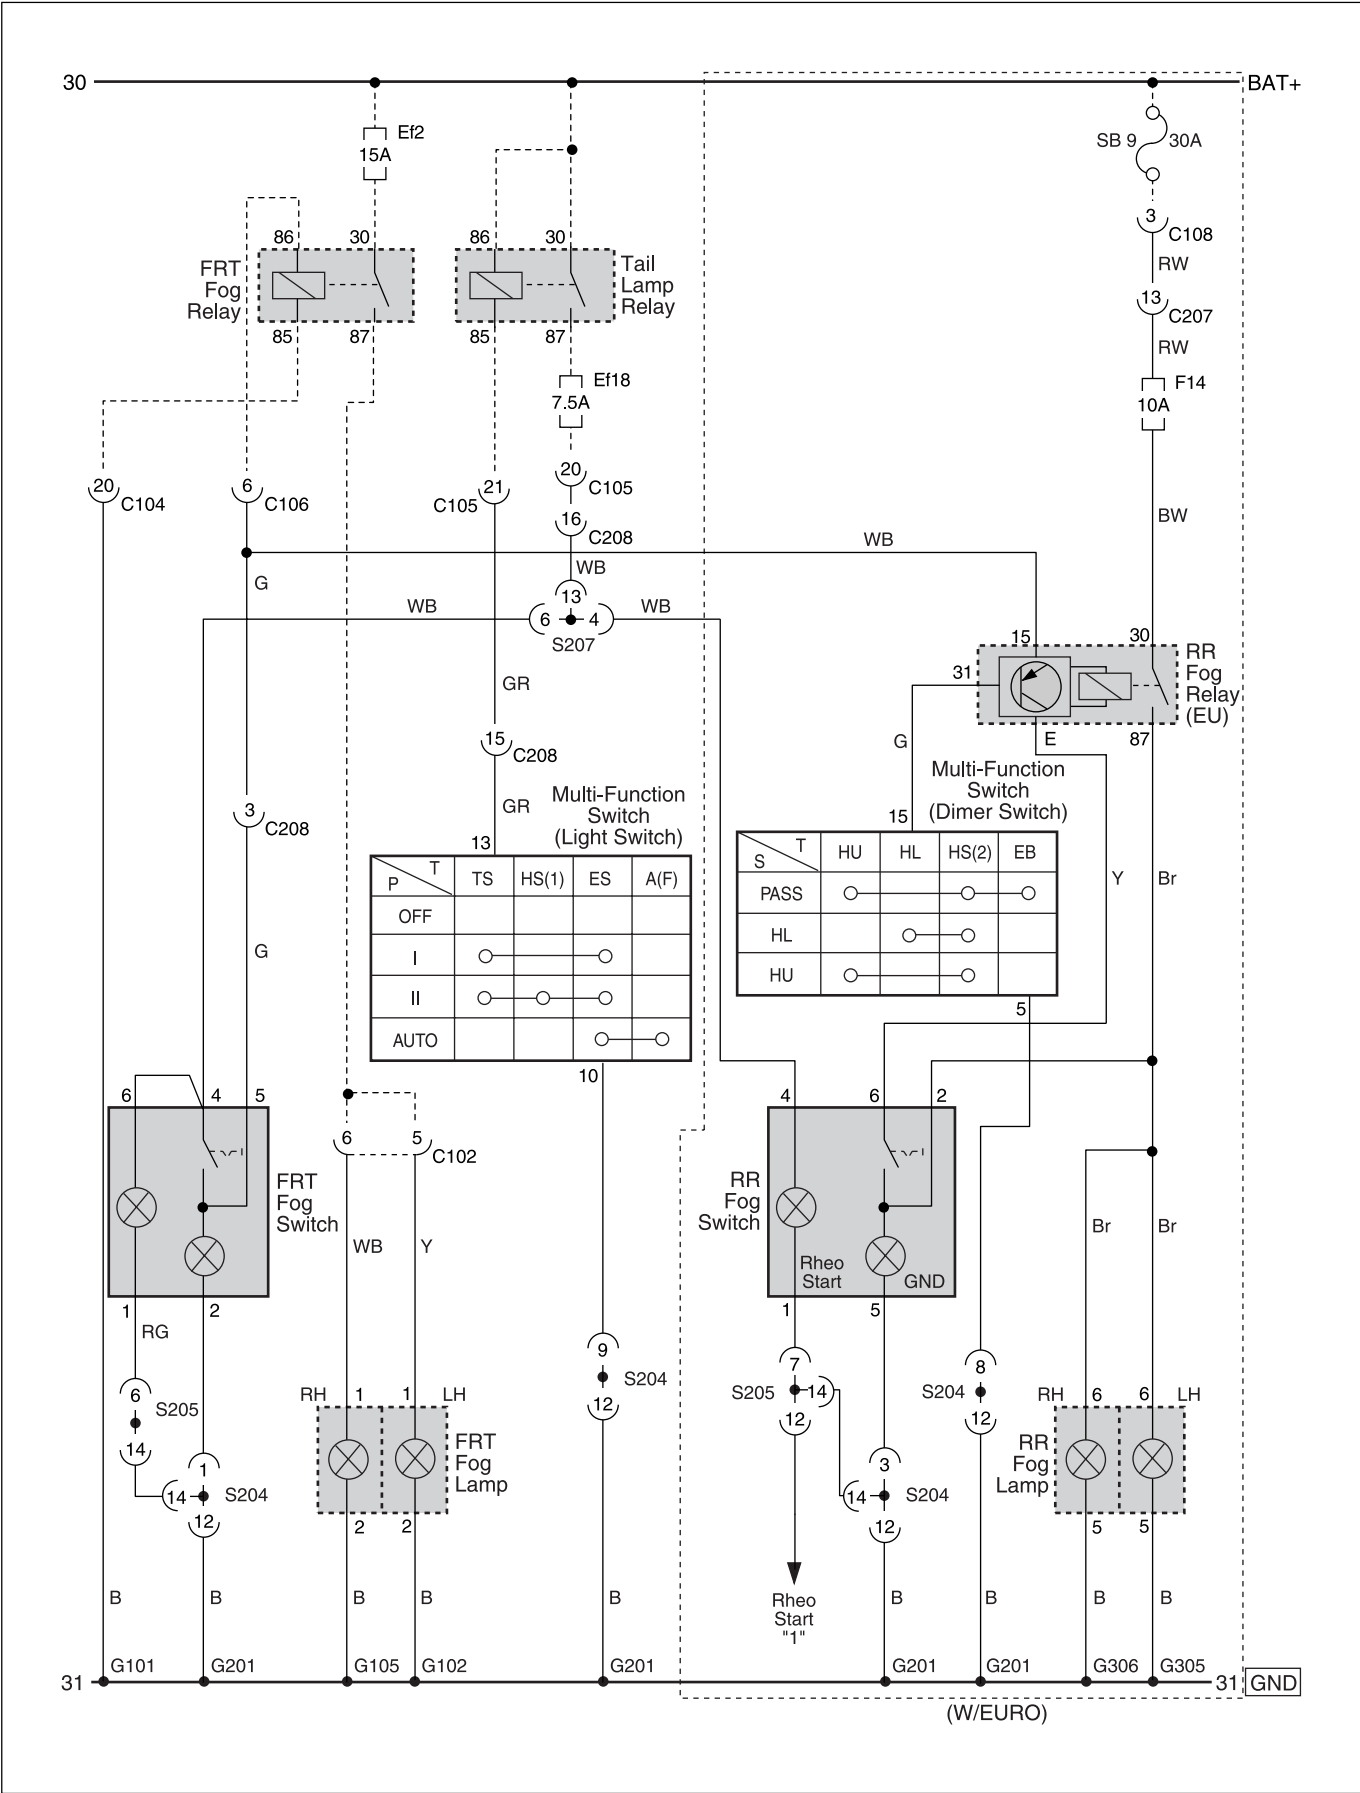 30
BAT+
Ef2
15A
SB 9
30A
3
C108
RW
86
30
86
30
FRT
Fog
Relay
Tail
Lamp
Relay
13
C207
85
87
85
87
RW
Ef18
7.5A
F14
10A
20
C104
6
C106
21
C105
20
C105
16
C208
BW
WB
G
WB
13
WB
6
4
WB
S207
15
30
31
RR
Fog
Relay
(EU)
GR
E
87
G
15
C208
GR
Multi-Function
Switch
(Light Switch)
13
Multi-Function
Switch
(Dimer Switch)
15
3
C208
T
P
TS
HS(1)
ES
A(F)
OFF
I
II
AUTO
10
T
S
HU
HL
HS(2)
EB
PASS
HL
HU
5
Y
Br
G
6
4
5
4
6
2
6
5
C102
FRT
Fog
Switch
RR
Fog
Switch
Rheo
Start
GND
WB
Y
Br
Br
1
2
1
5
RG
6
S205
14
1
14
S204
12
RH
1
1
LH
FRT
Fog
Lamp
2
2
9
S204
12
7
S205
14
12
3
14
S204
12
8
S204
12
RH
6
6
LH
RR
Fog
Lamp
5
5
B
B
B
B
B
Rheo
Start
"1"
B
B
B
B
31
G101
G201
G105
G102
G201
G201
G201
G306
G305
31
GND
(W/EURO)